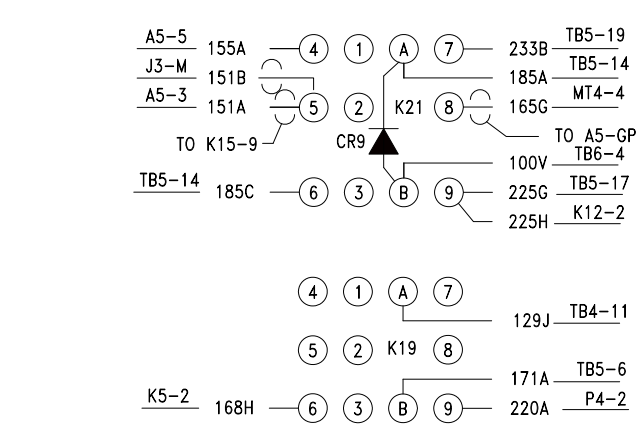 A5-5 155A 4 1 A 7 233B TB5-19
J3-M 151B 185A TB5-14
A5-3 151A 5 2 K21 8 165G MT4-4
TO K15-9 CR9 TO A5-GP
100V TB6-4
TB5-14 185C 6 3 B 9 225G TB5-17
225H K12-2
4 1 A 7
129J TB4-11
5 2 K19 8
171A TB5-6
K5-2 168H 6 3 B 9 220A P4-2